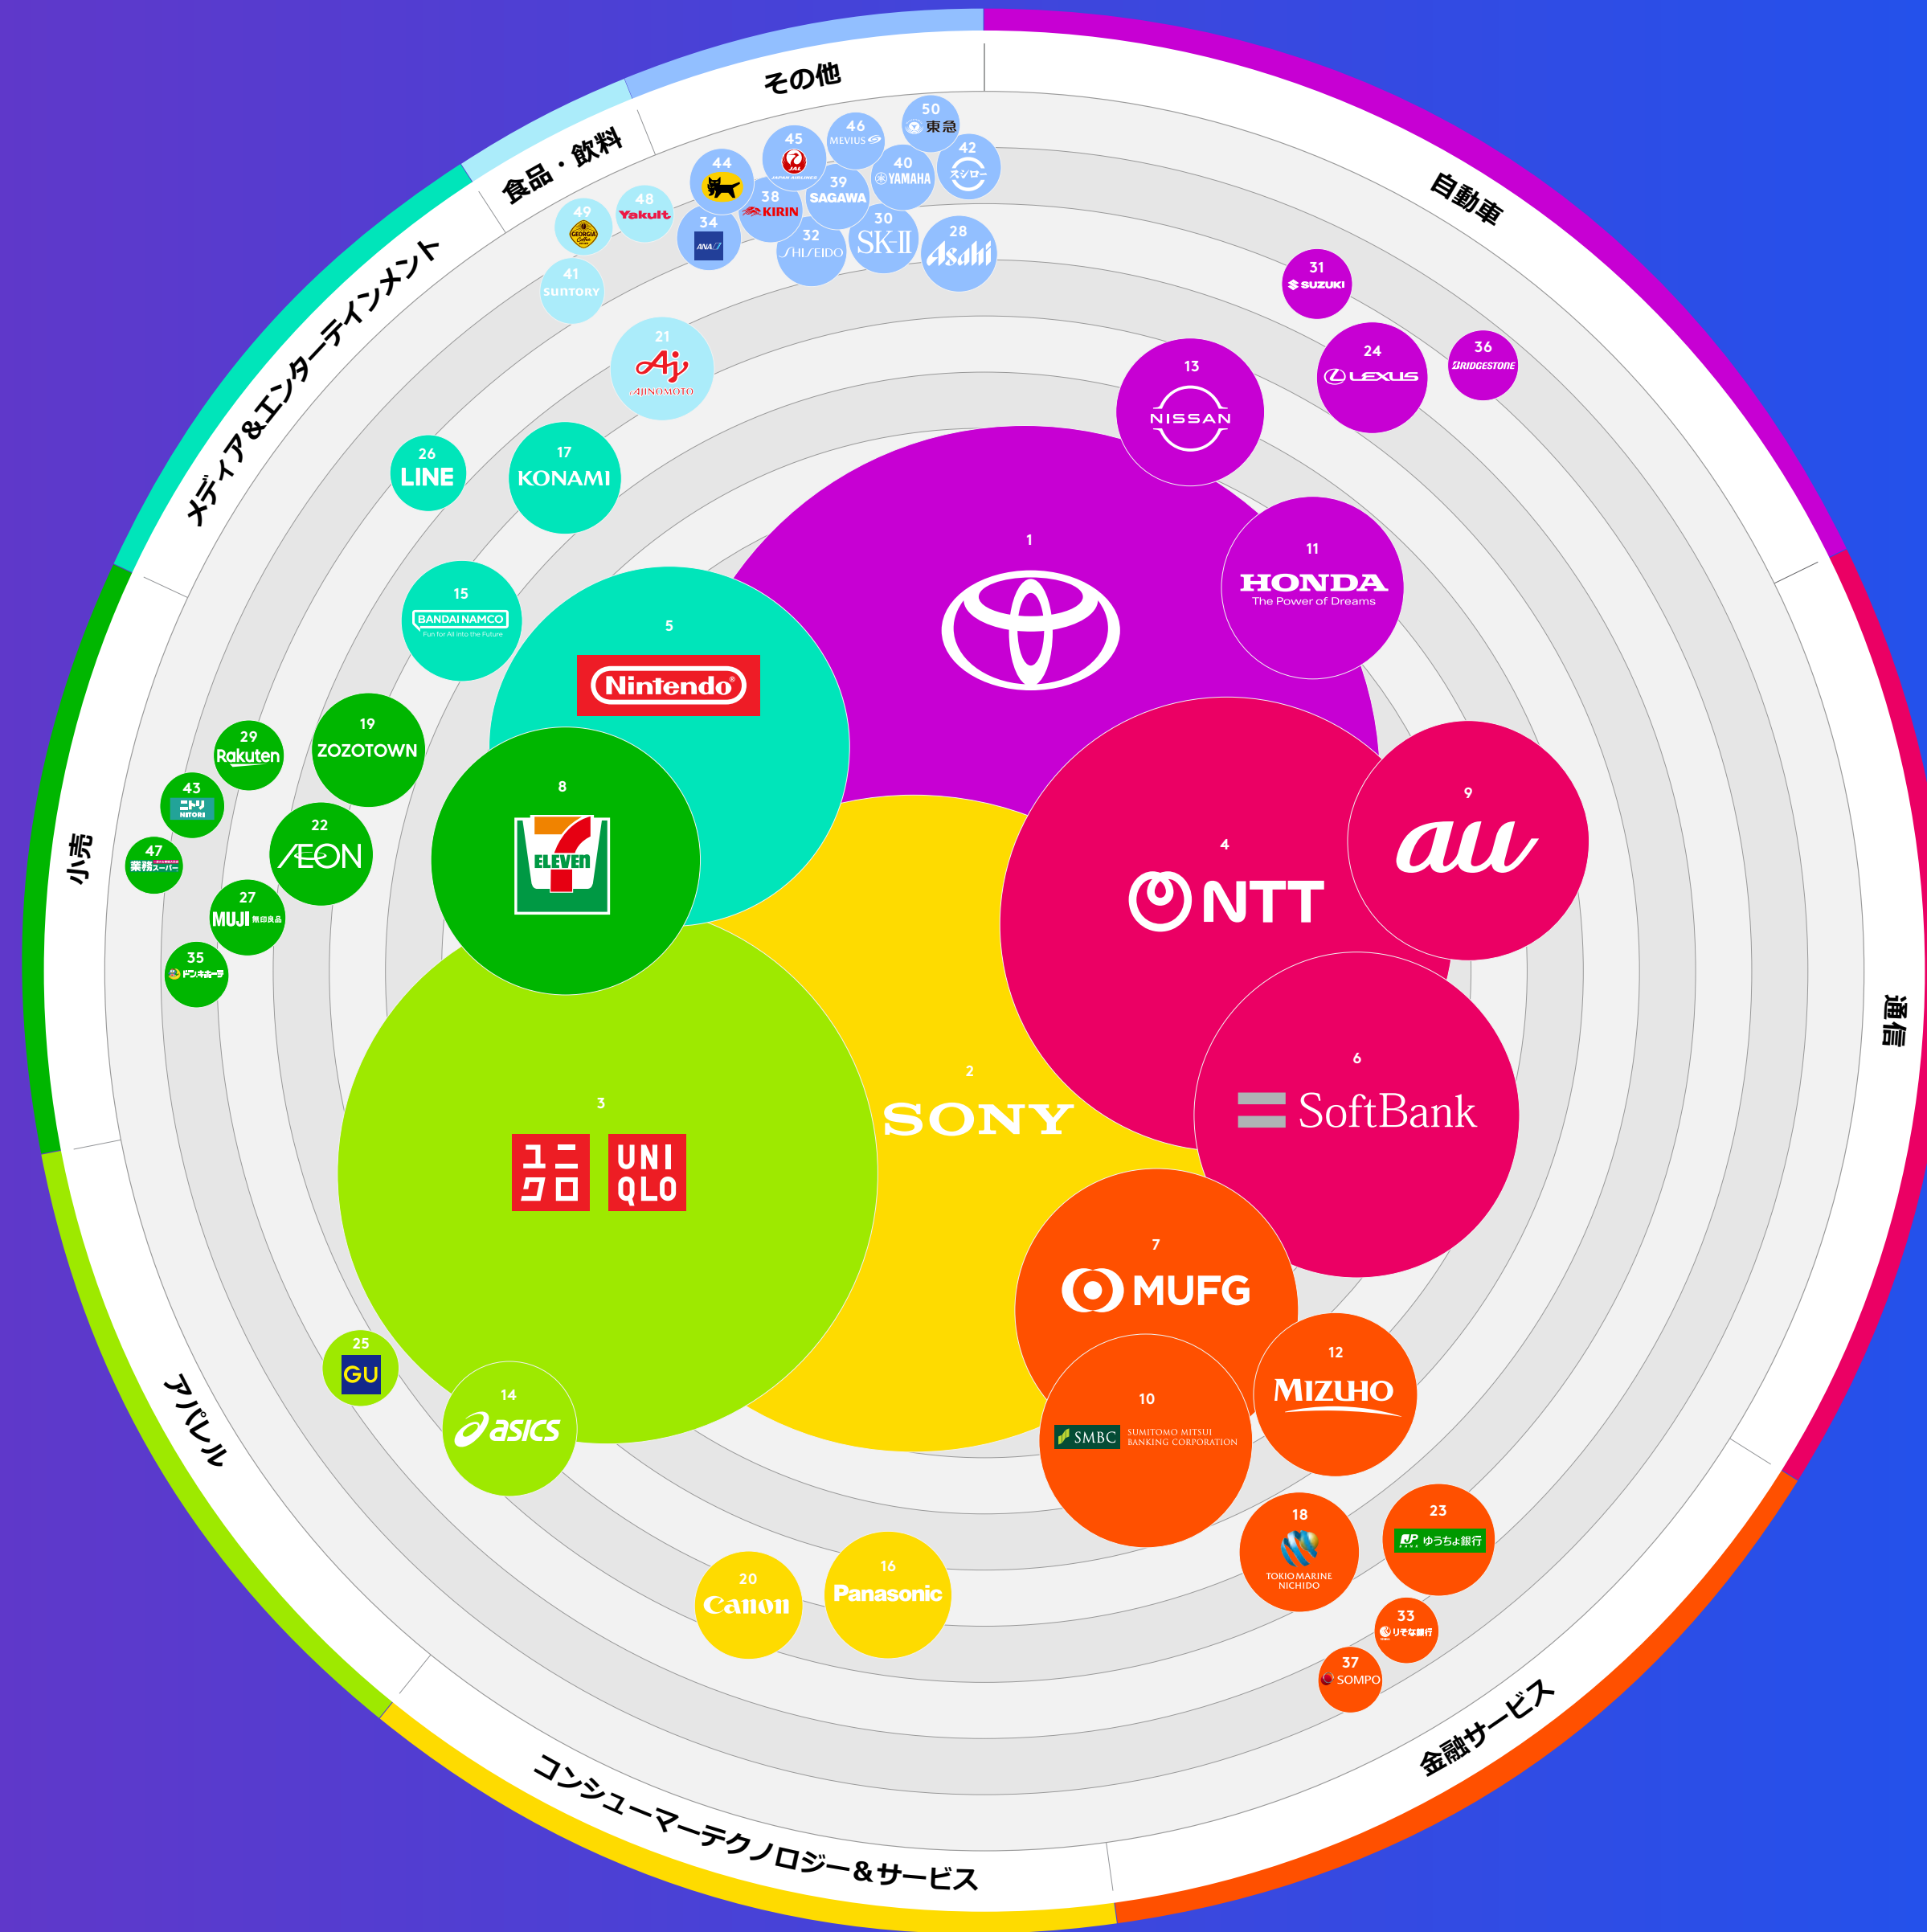 その他
自動車
通信
金融サービス
コンシューマーテクノロジー&サービス
アパレル
小売
メディア&エンターテインメント
食品・飲料
50
東急
46
MEVIUS
45
JAL
JAPAN AIRLINES
42
スシロー
40
YAMAHA
44
39
SAGAWA
38
KIRIN
34
ANA
32
SHISEIDO
30
SK-II
28
Asahi
49
GEORGIA
Coffee
48
Yakult
41
SUNTORY
21
Aj
AJINOMOTO
31
SUZUKI
24
LEXUS
36
BRIDGESTONE
13
NISSAN
11
HONDA
The Power of Dreams
1
26
LINE
17
KONAMI
15
BANDAI NAMCO
Fun for All into the Future
5
Nintendo®
29
Rakuten
19
ZOZOTOWN
43
ニトリ
NITORI
47
業務スーパー
22
ÆON
27
MUJI 無印良品
35
ドン.キホーテ
8
7
ELEVEn
9
au
4
NTT
6
SoftBank
2
SONY
3
ユニ
クロ
UNI
QLO
7
MUFG
25
GU
14
asics
12
MIZUHO
10
SMBC
SUMITOMO MITSUI
BANKING CORPORATION
20
Canon
16
Panasonic
18
TOKIO MARINE
NICHIDO
23
JP
BANK
ゆうちょ銀行
33
りそな銀行
37
SOMPO